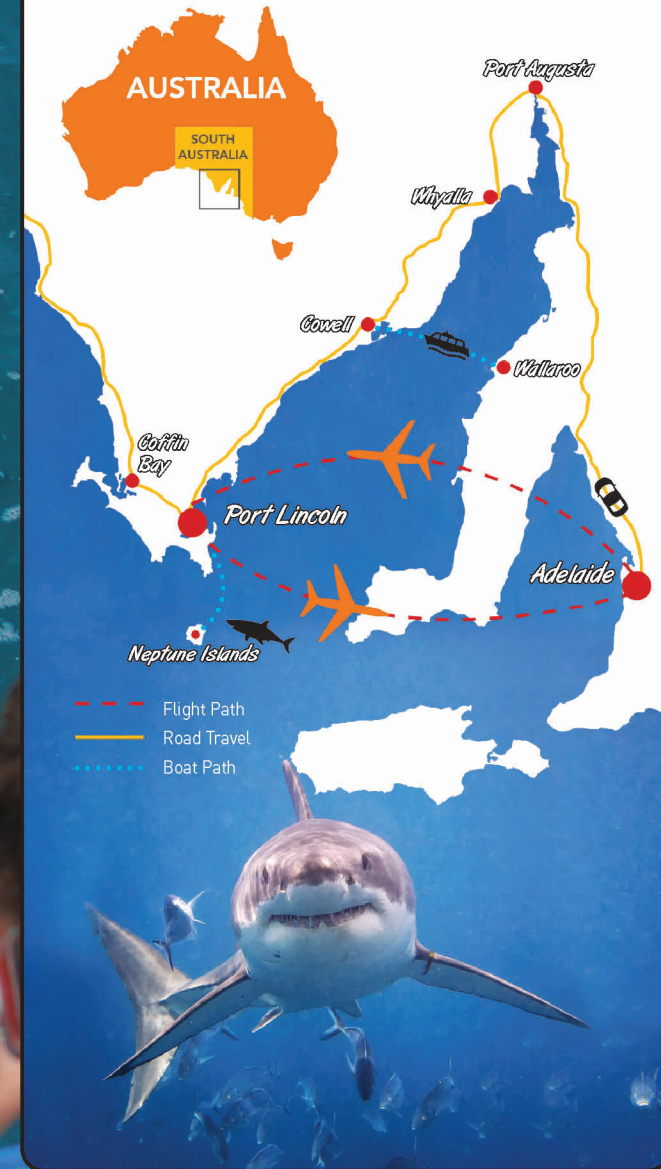 AUSTRALIA
SOUTH
AUSTRALIA
Port Augusta
Whyalla
Cowell
Wallaroo
Coffin
Bay
Port Lincoln
Adelaide
Neptune Islands
Flight Path
Road Travel
Boat Path